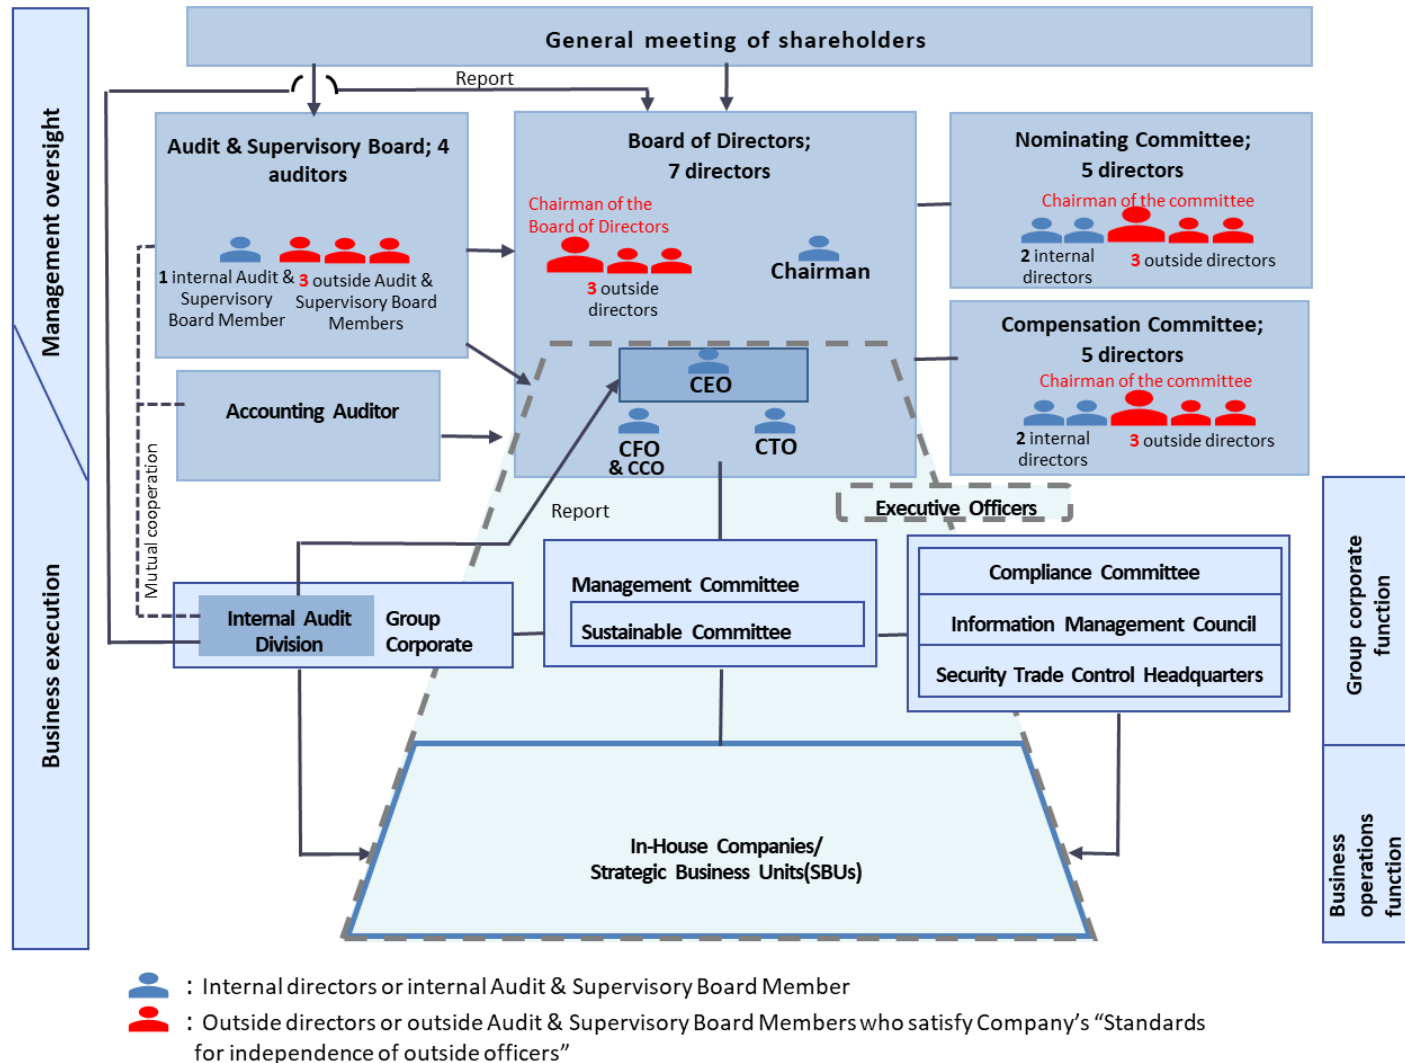 General meeting of shareholders
Report
Management oversight
Business execution
Audit & Supervisory Board; 4
auditors
1 internal Audit &
Supervisory
Board Member
3 outside Audit &
Supervisory Board
Members
Board of Directors;
7 directors
Chairman of the
Board of Directors
3 outside
directors
Chairman
CEO
CFO
& CCO
CTO
Nominating Committee;
5 directors
Chairman of the committee
2 internal
directors
3 outside directors
Compensation Committee;
5 directors
Chairman of the committee
2 internal
directors
3 outside directors
Accounting Auditor
Mutual cooperation
Report
Executive Officers
Internal Audit
Division
Group
Corporate
Management Committee
Sustainable Committee
Compliance Committee
Information Management Council
Security Trade Control Headquarters
Group corporate
function
Business
operations
function
In-House Companies/
Strategic Business Units(SBUs)
: Internal directors or internal Audit & Supervisory Board Member
: Outside directors or outside Audit & Supervisory Board Members who satisfy Company's “Standards
for independence of outside officers”